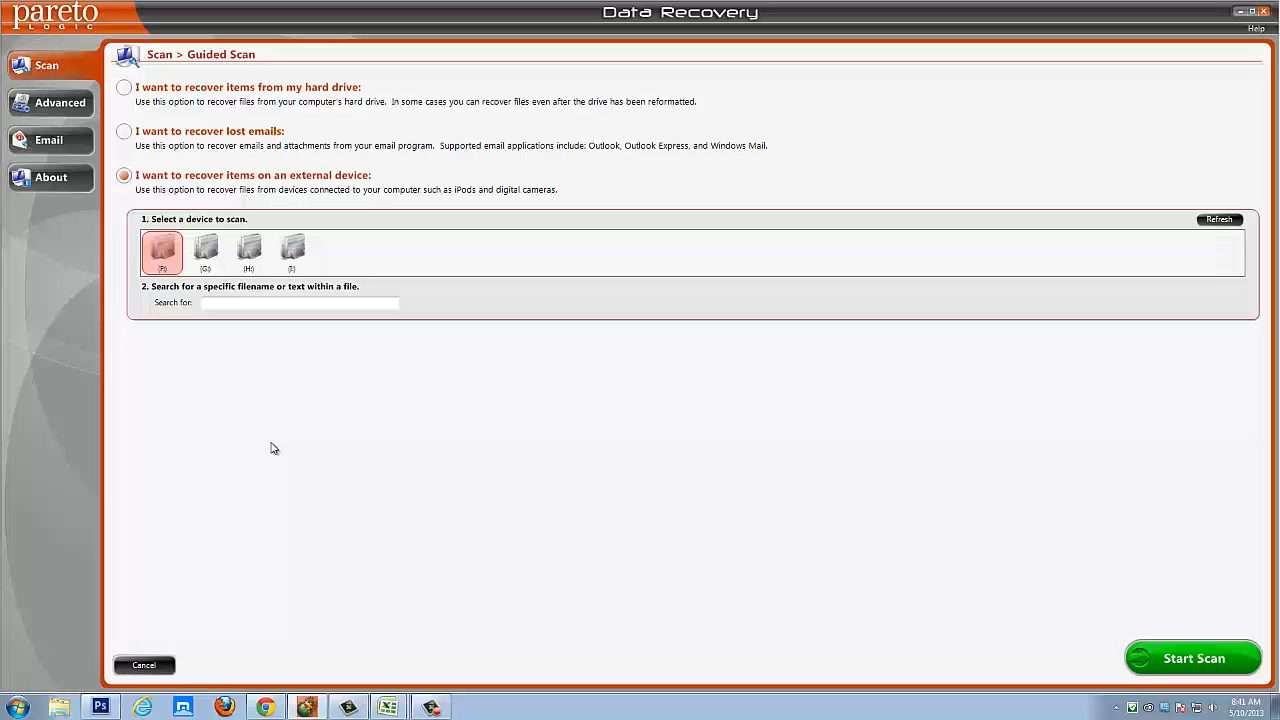 pareto
LOGIC
Data Recovery
Help
Scan
Advanced
Email
About
Scan > Guided Scan
I want to recover items from my hard drive:
Use this option to recover files from your computer's hard drive. In some cases you can recover files even after the drive has been reformatted.
I want to recover lost emails:
Use this option to recover emails and attachments from your email program. Supported email applications include: Outlook, Outlook Express, and Windows Mail.
I want to recover items on an external device:
Use this option to recover files from devices connected to your computer such as iPods and digital cameras.
1. Select a device to scan.
Refresh
(F:) (G:) (H:) (I:)
2. Search for a specific filename or text within a file.
Search for:
Cancel
Start Scan
Ps
8:41 AM
5/10/2013